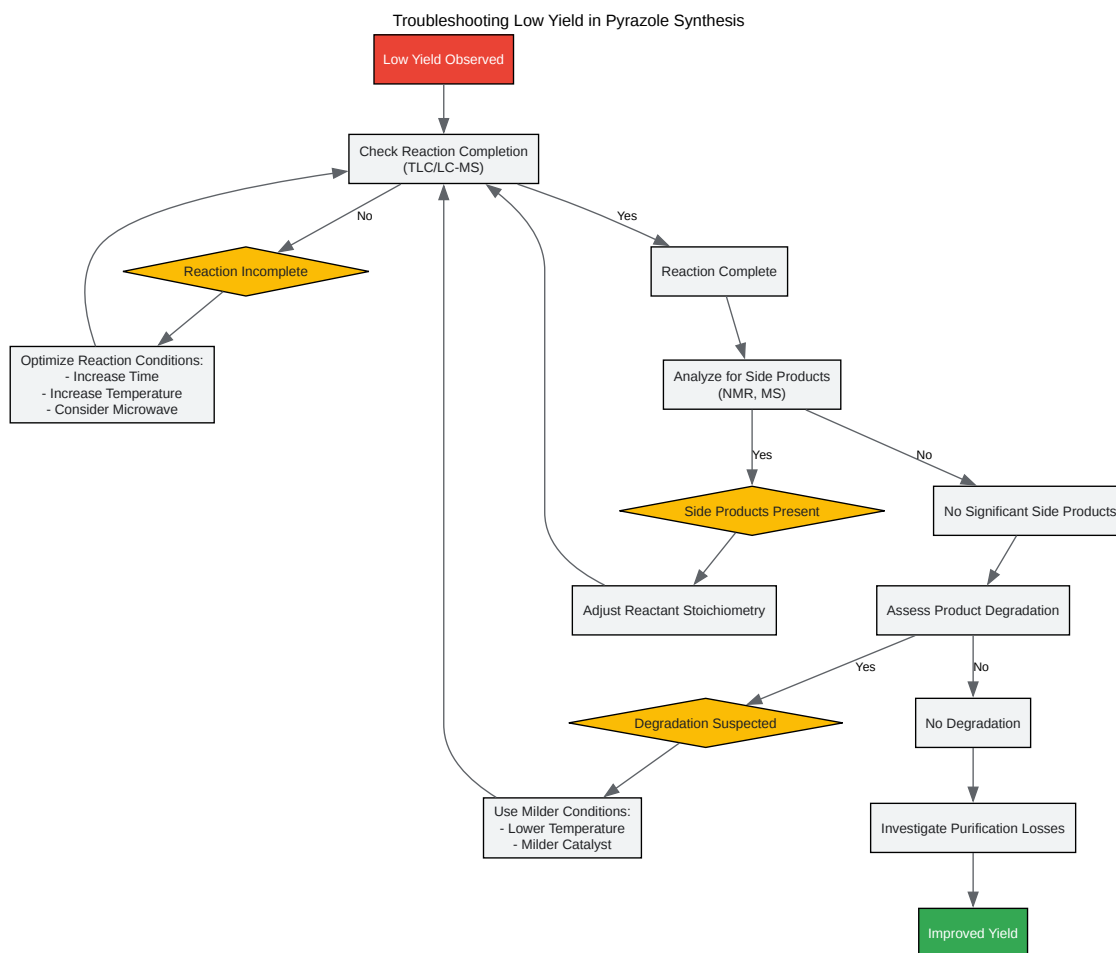 Troubleshooting Low Yield in Pyrazole Synthesis
Low Yield Observed
Check Reaction Completion
(TLC/LC-MS)
No
Yes
Reaction Incomplete
Reaction Complete
Optimize Reaction Conditions:
- Increase Time
- Increase Temperature
- Consider Microwave
Analyze for Side Products
(NMR, MS)
Yes
No
Side Products Present
No Significant Side Products
Adjust Reactant Stoichiometry
Assess Product Degradation
Yes
No
Degradation Suspected
No Degradation
Use Milder Conditions:
- Lower Temperature
- Milder Catalyst
Investigate Purification Losses
Improved Yield